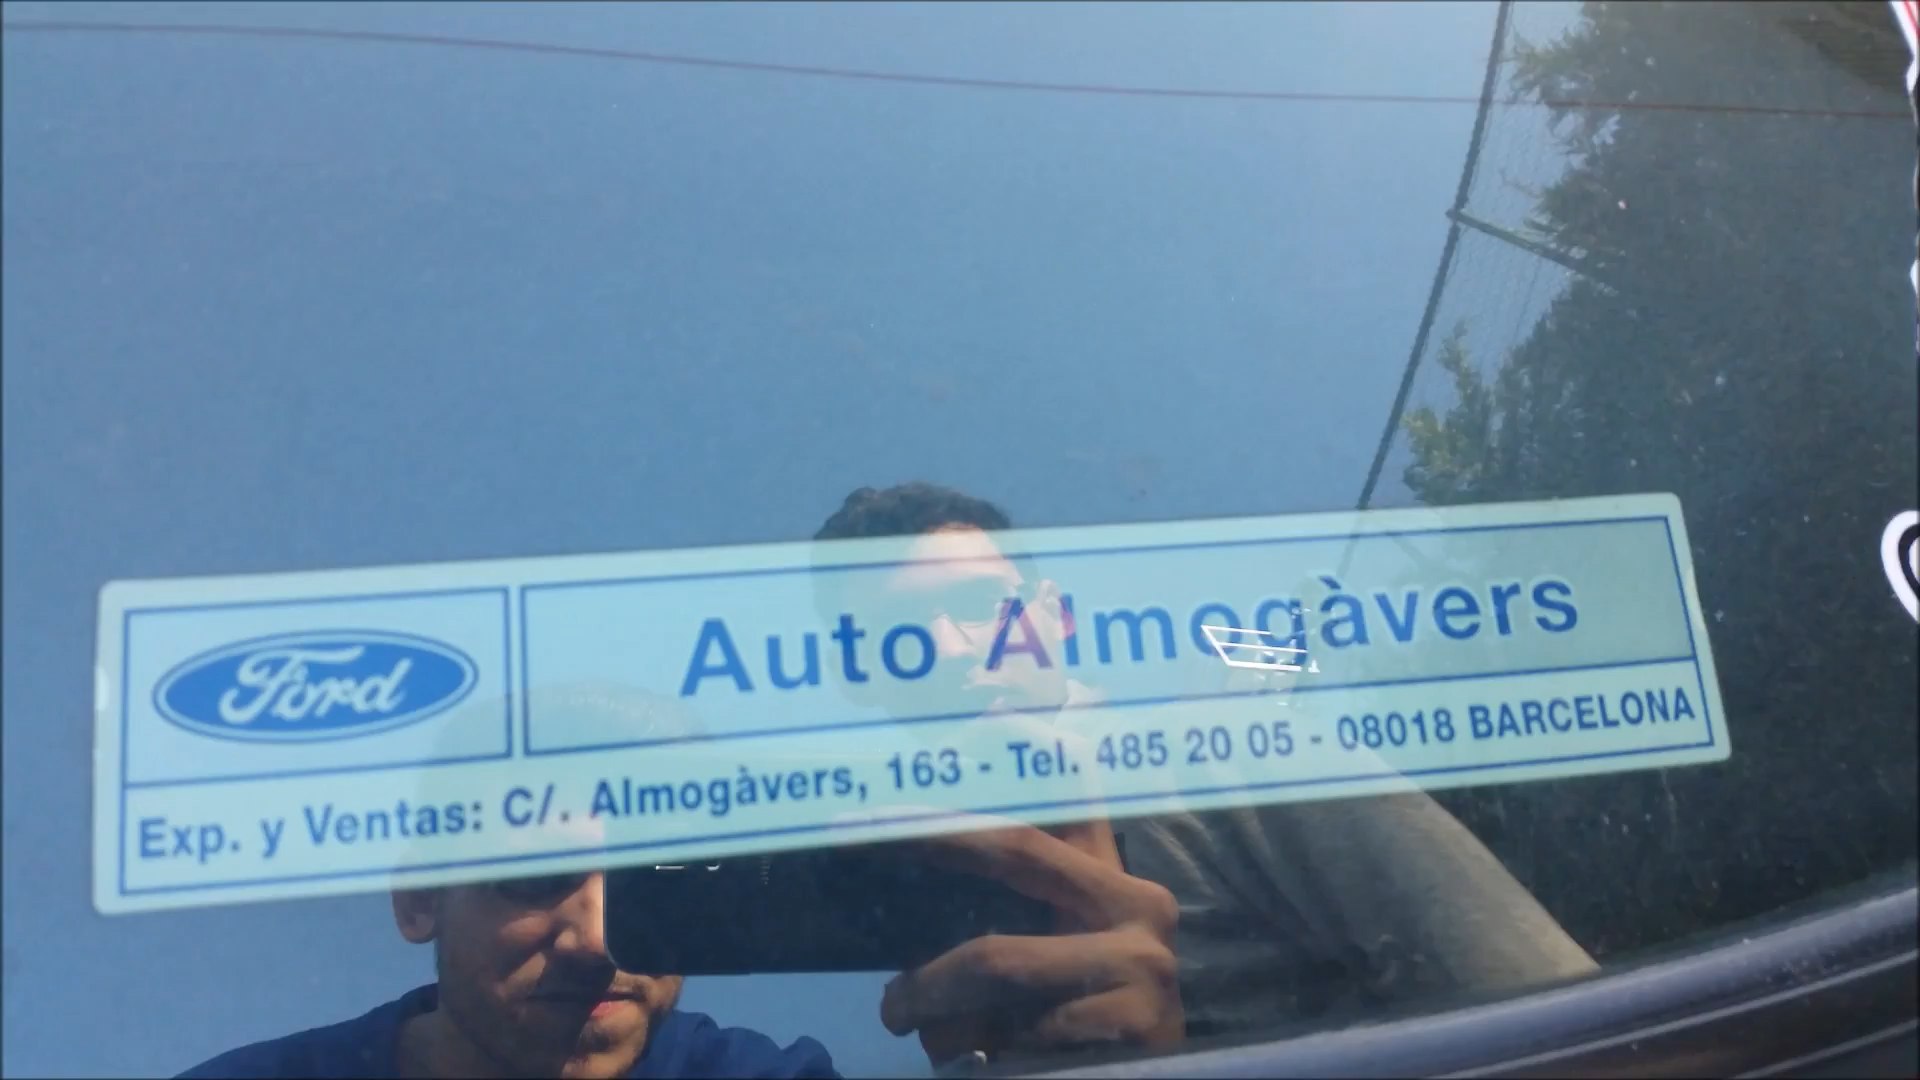 Ford
Auto Almogàvers
Exp. y Ventas: C/. Almogàvers, 163 - Tel. 485 20 05 - 08018 BARCELONA